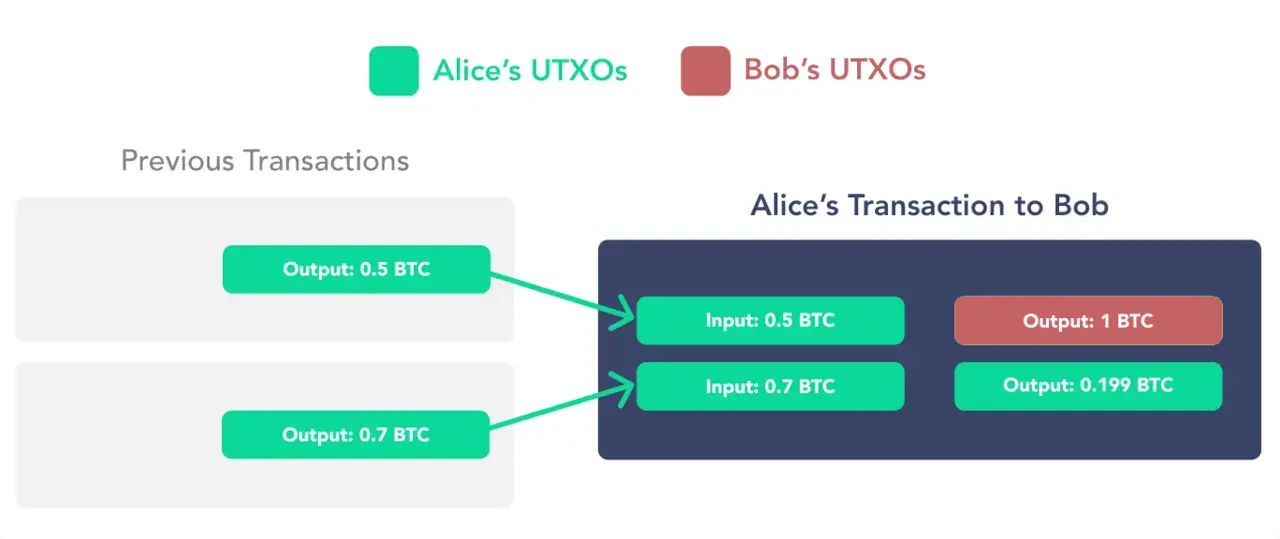 Alice’s UTXOs
Bob’s UTXOs
Previous Transactions
Alice’s Transaction to Bob
Output: 0.5 BTC
Output: 0.7 BTC
Input: 0.5 BTC
Output: 1 BTC
Input: 0.7 BTC
Output: 0.199 BTC